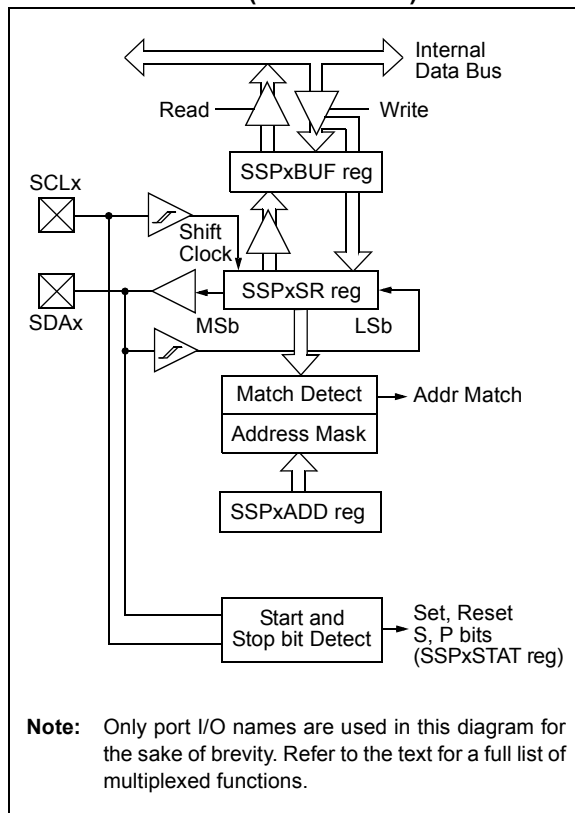 Internal
Data Bus
Read
Write
SSPxBUF reg
SCLx
Shift
Clock
SSPxSR reg
SDAx
MSb
LSb
Match Detect
Addr Match
Address Mask
SSPxADD reg
Start and
Stop bit Detect
Set, Reset
S, P bits
(SSPxSTAT reg)
Note: Only port I/O names are used in this diagram for
the sake of brevity. Refer to the text for a full list of
multiplexed functions.